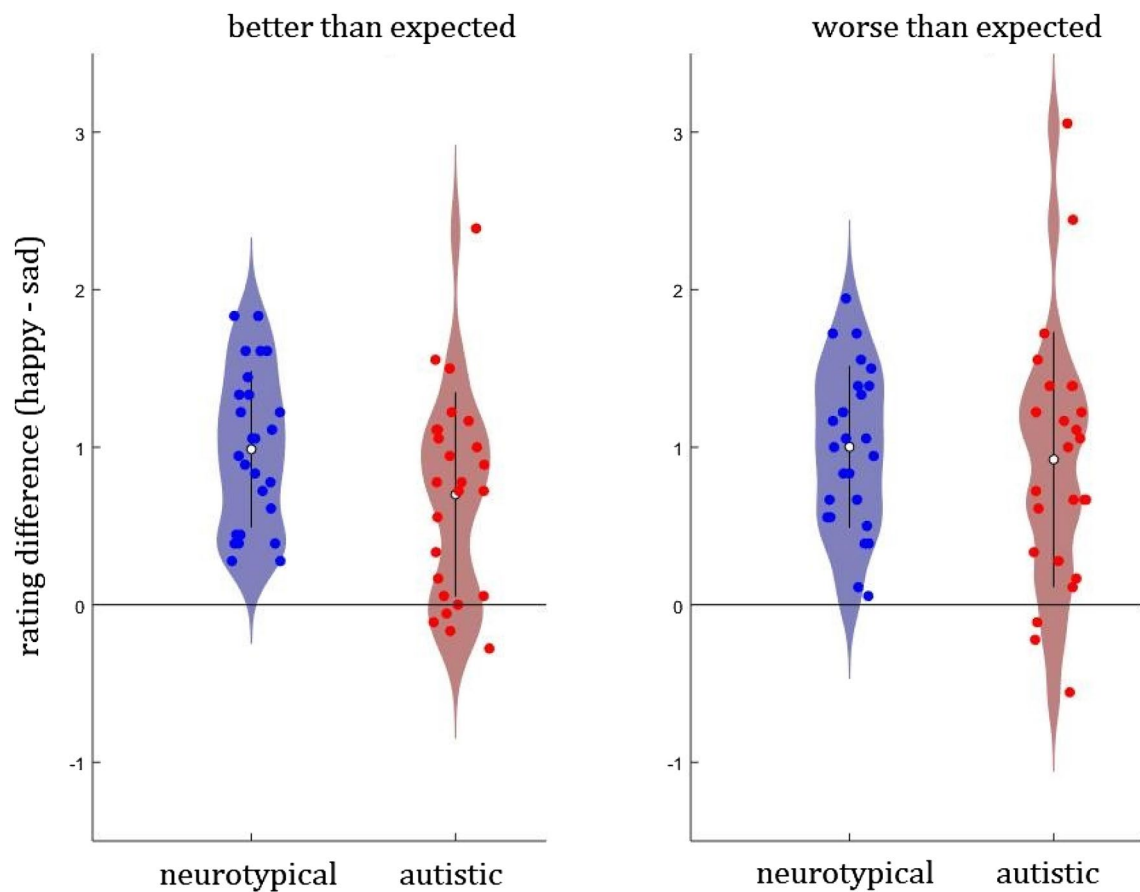 better than expected
worse than expected
rating difference (happy - sad)
3
2
1
0
-1
3
2
1
0
-1
neurotypical
autistic
neurotypical
autistic